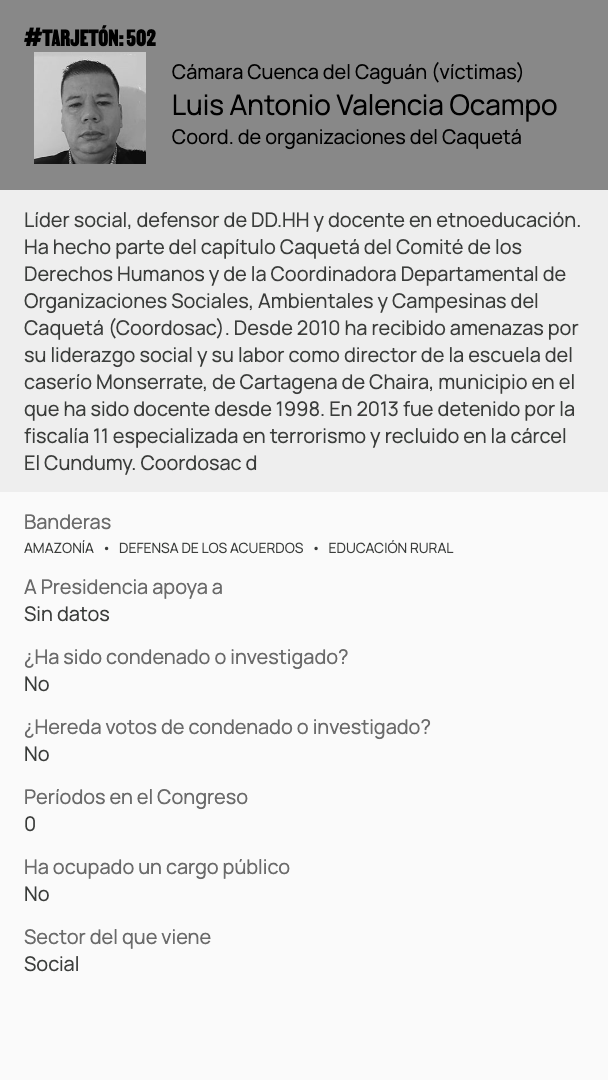 #TARJETÓN: 502
Cámara Cuenca del Caguán (víctimas)
Luis Antonio Valencia Ocampo
Coord. de organizaciones del Caquetá
Líder social, defensor de DD.HH y docente en etnoeducación.
Ha hecho parte del capítulo Caquetá del Comité de los
Derechos Humanos y de la Coordinadora Departamental de
Organizaciones Sociales, Ambientales y Campesinas del
Caquetá (Coordosac). Desde 2010 ha recibido amenazas por
su liderazgo social y su labor como director de la escuela del
caserío Monserrate, de Cartagena de Chaira, municipio en el
que ha sido docente desde 1998. En 2013 fue detenido por la
fiscalía 11 especializada en terrorismo y recluido en la cárcel
El Cundumy. Coordosac d
Banderas
AMAZONÍA • DEFENSA DE LOS ACUERDOS • EDUCACIÓN RURAL
A Presidencia apoya a
Sin datos
¿Ha sido condenado o investigado?
No
¿Hereda votos de condenado o investigado?
No
Períodos en el Congreso
0
Ha ocupado un cargo público
No
Sector del que viene
Social